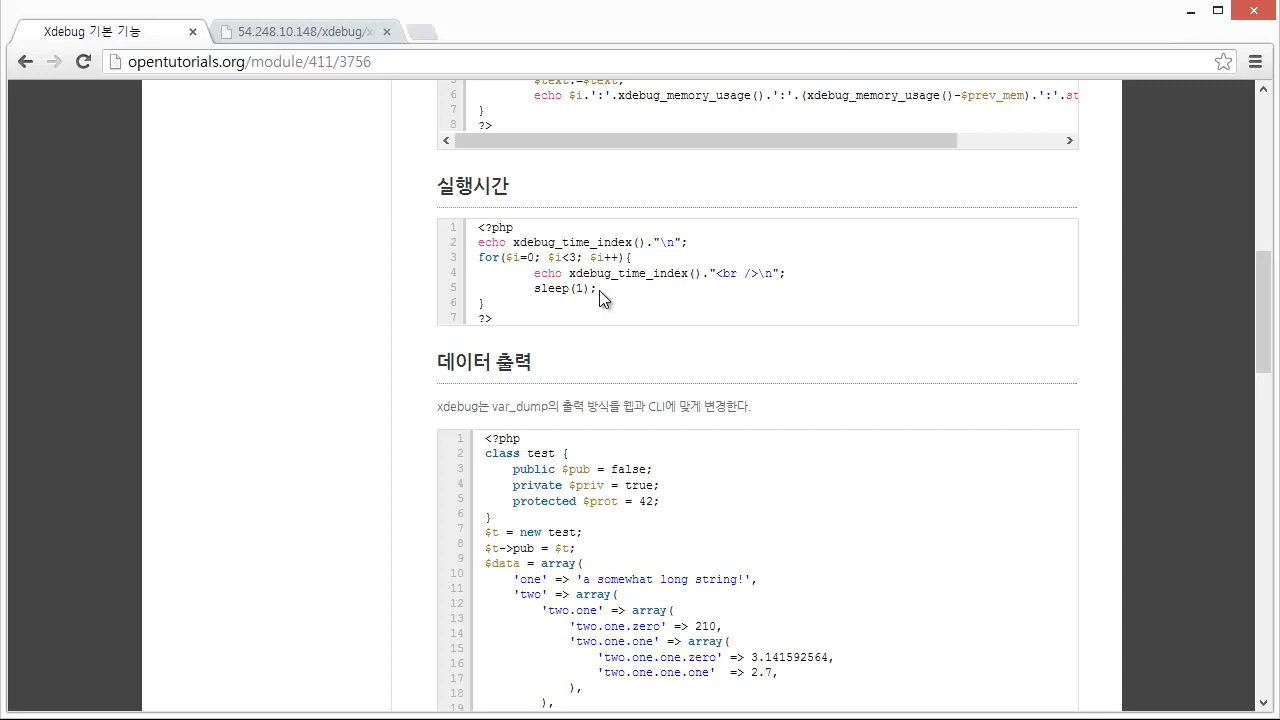 Xdebug 기본 기능
54.248.10.148/xdebug/x
opentutorials.org/module/411/3756
5 $text.=$text;
6 echo $i.':'.xdebug_memory_usage().':'.(xdebug_memory_usage()-$prev_mem).':'.st
7 }
8 ?>
실행시간
1 <?php
2 echo xdebug_time_index()."\n";
3 for($i=0; $i<3; $i++){
4 echo xdebug_time_index()."<br />\n";
5 sleep(1);
6 }
7 ?>
데이터 출력
xdebug는 var_dump의 출력 방식을 웹과 CLI에 맞게 변경한다.
1 <?php
2 class test {
3 public $pub = false;
4 private $priv = true;
5 protected $prot = 42;
6 }
7 $t = new test;
8 $t->pub = $t;
9 $data = array(
10 'one' => 'a somewhat long string!',
11 'two' => array(
12 'two.one' => array(
13 'two.one.zero' => 210,
14 'two.one.one' => array(
15 'two.one.one.zero' => 3.141592564,
16 'two.one.one.one' => 2.7,
17 ),
18 ),
19